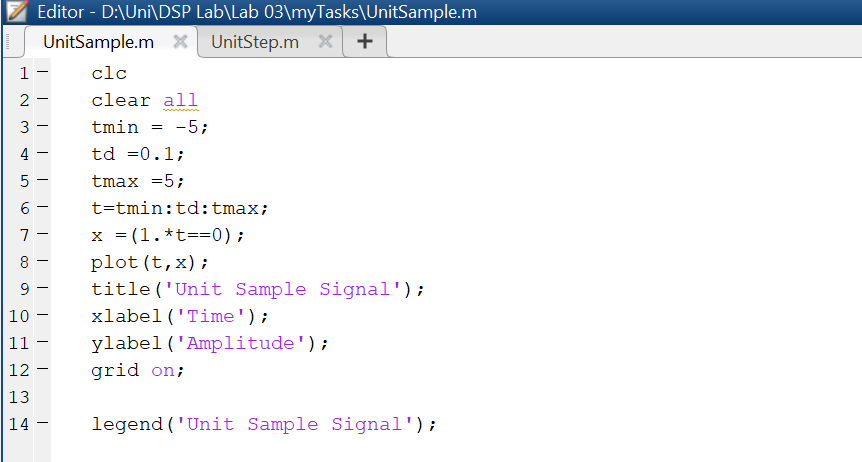 Editor - D:\Uni\DSP Lab\Lab 03\myTasks\UnitSample.m
UnitSample.m UnitStep.m +
1 clc
2 clear all
3 tmin = -5;
4 td =0.1;
5 tmax =5;
6 t=tmin:td:tmax;
7 x =(1.*t==0);
8 plot(t,x);
9 title('Unit Sample Signal');
10 xlabel('Time');
11 ylabel('Amplitude');
12 grid on;
13
14 legend('Unit Sample Signal');